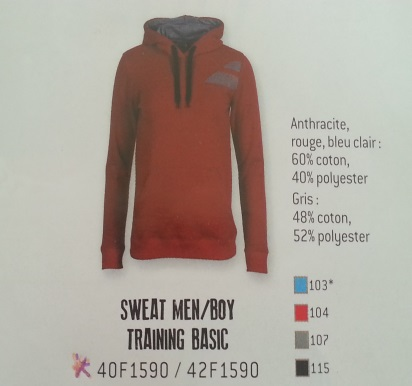 Anthracite,
rouge, bleu clair :
60% coton,
40% polyester
Gris :
48% coton,
52% polyester
103*
104
107
115
SWEAT MEN/BOY
TRAINING BASIC
40F1590 / 42F1590